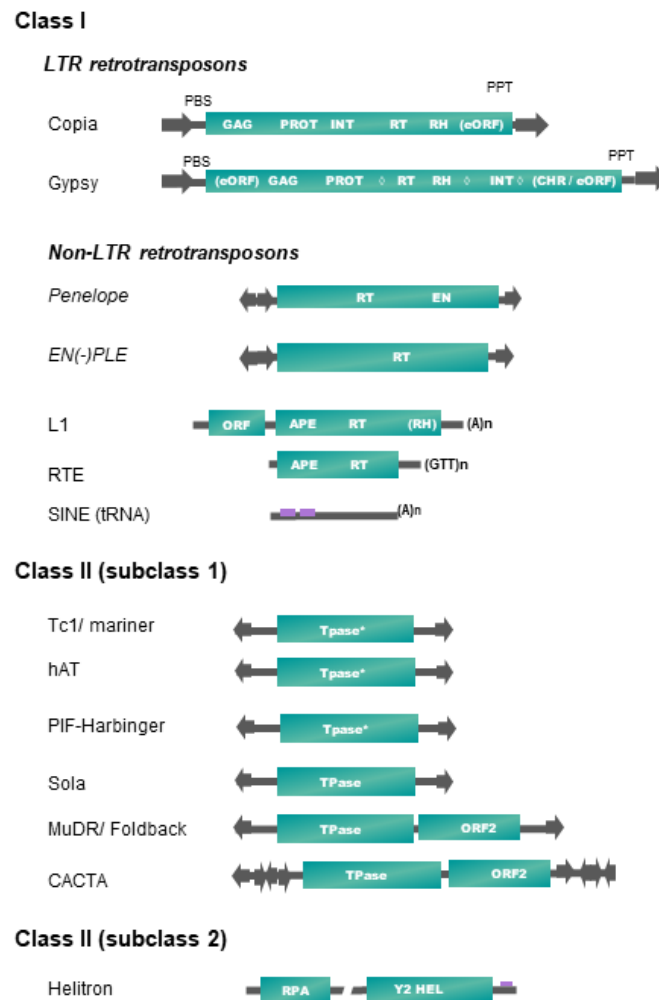 Class I
LTR retrotransposons
PBS PPT
Copia GAG PROT INT RT RH (eORF)
PBS PPT
Gypsy (eORF) GAG PROT ◊ RT RH ◊ INT ◊ (CHR / eORF)
Non-LTR retrotransposons
Penelope RT EN
EN(-)PLE RT
L1 ORF APE RT (RH) (A)n
RTE APE RT (GTT)n
SINE (tRNA) (A)n
Class II (subclass 1)
Tc1/ mariner Tpase*
hAT Tpase*
PIF-Harbinger Tpase*
Sola TPase
MuDR/ Foldback TPase ORF2
CACTA TPase ORF2
Class II (subclass 2)
Helitron RPA Y2 HEL